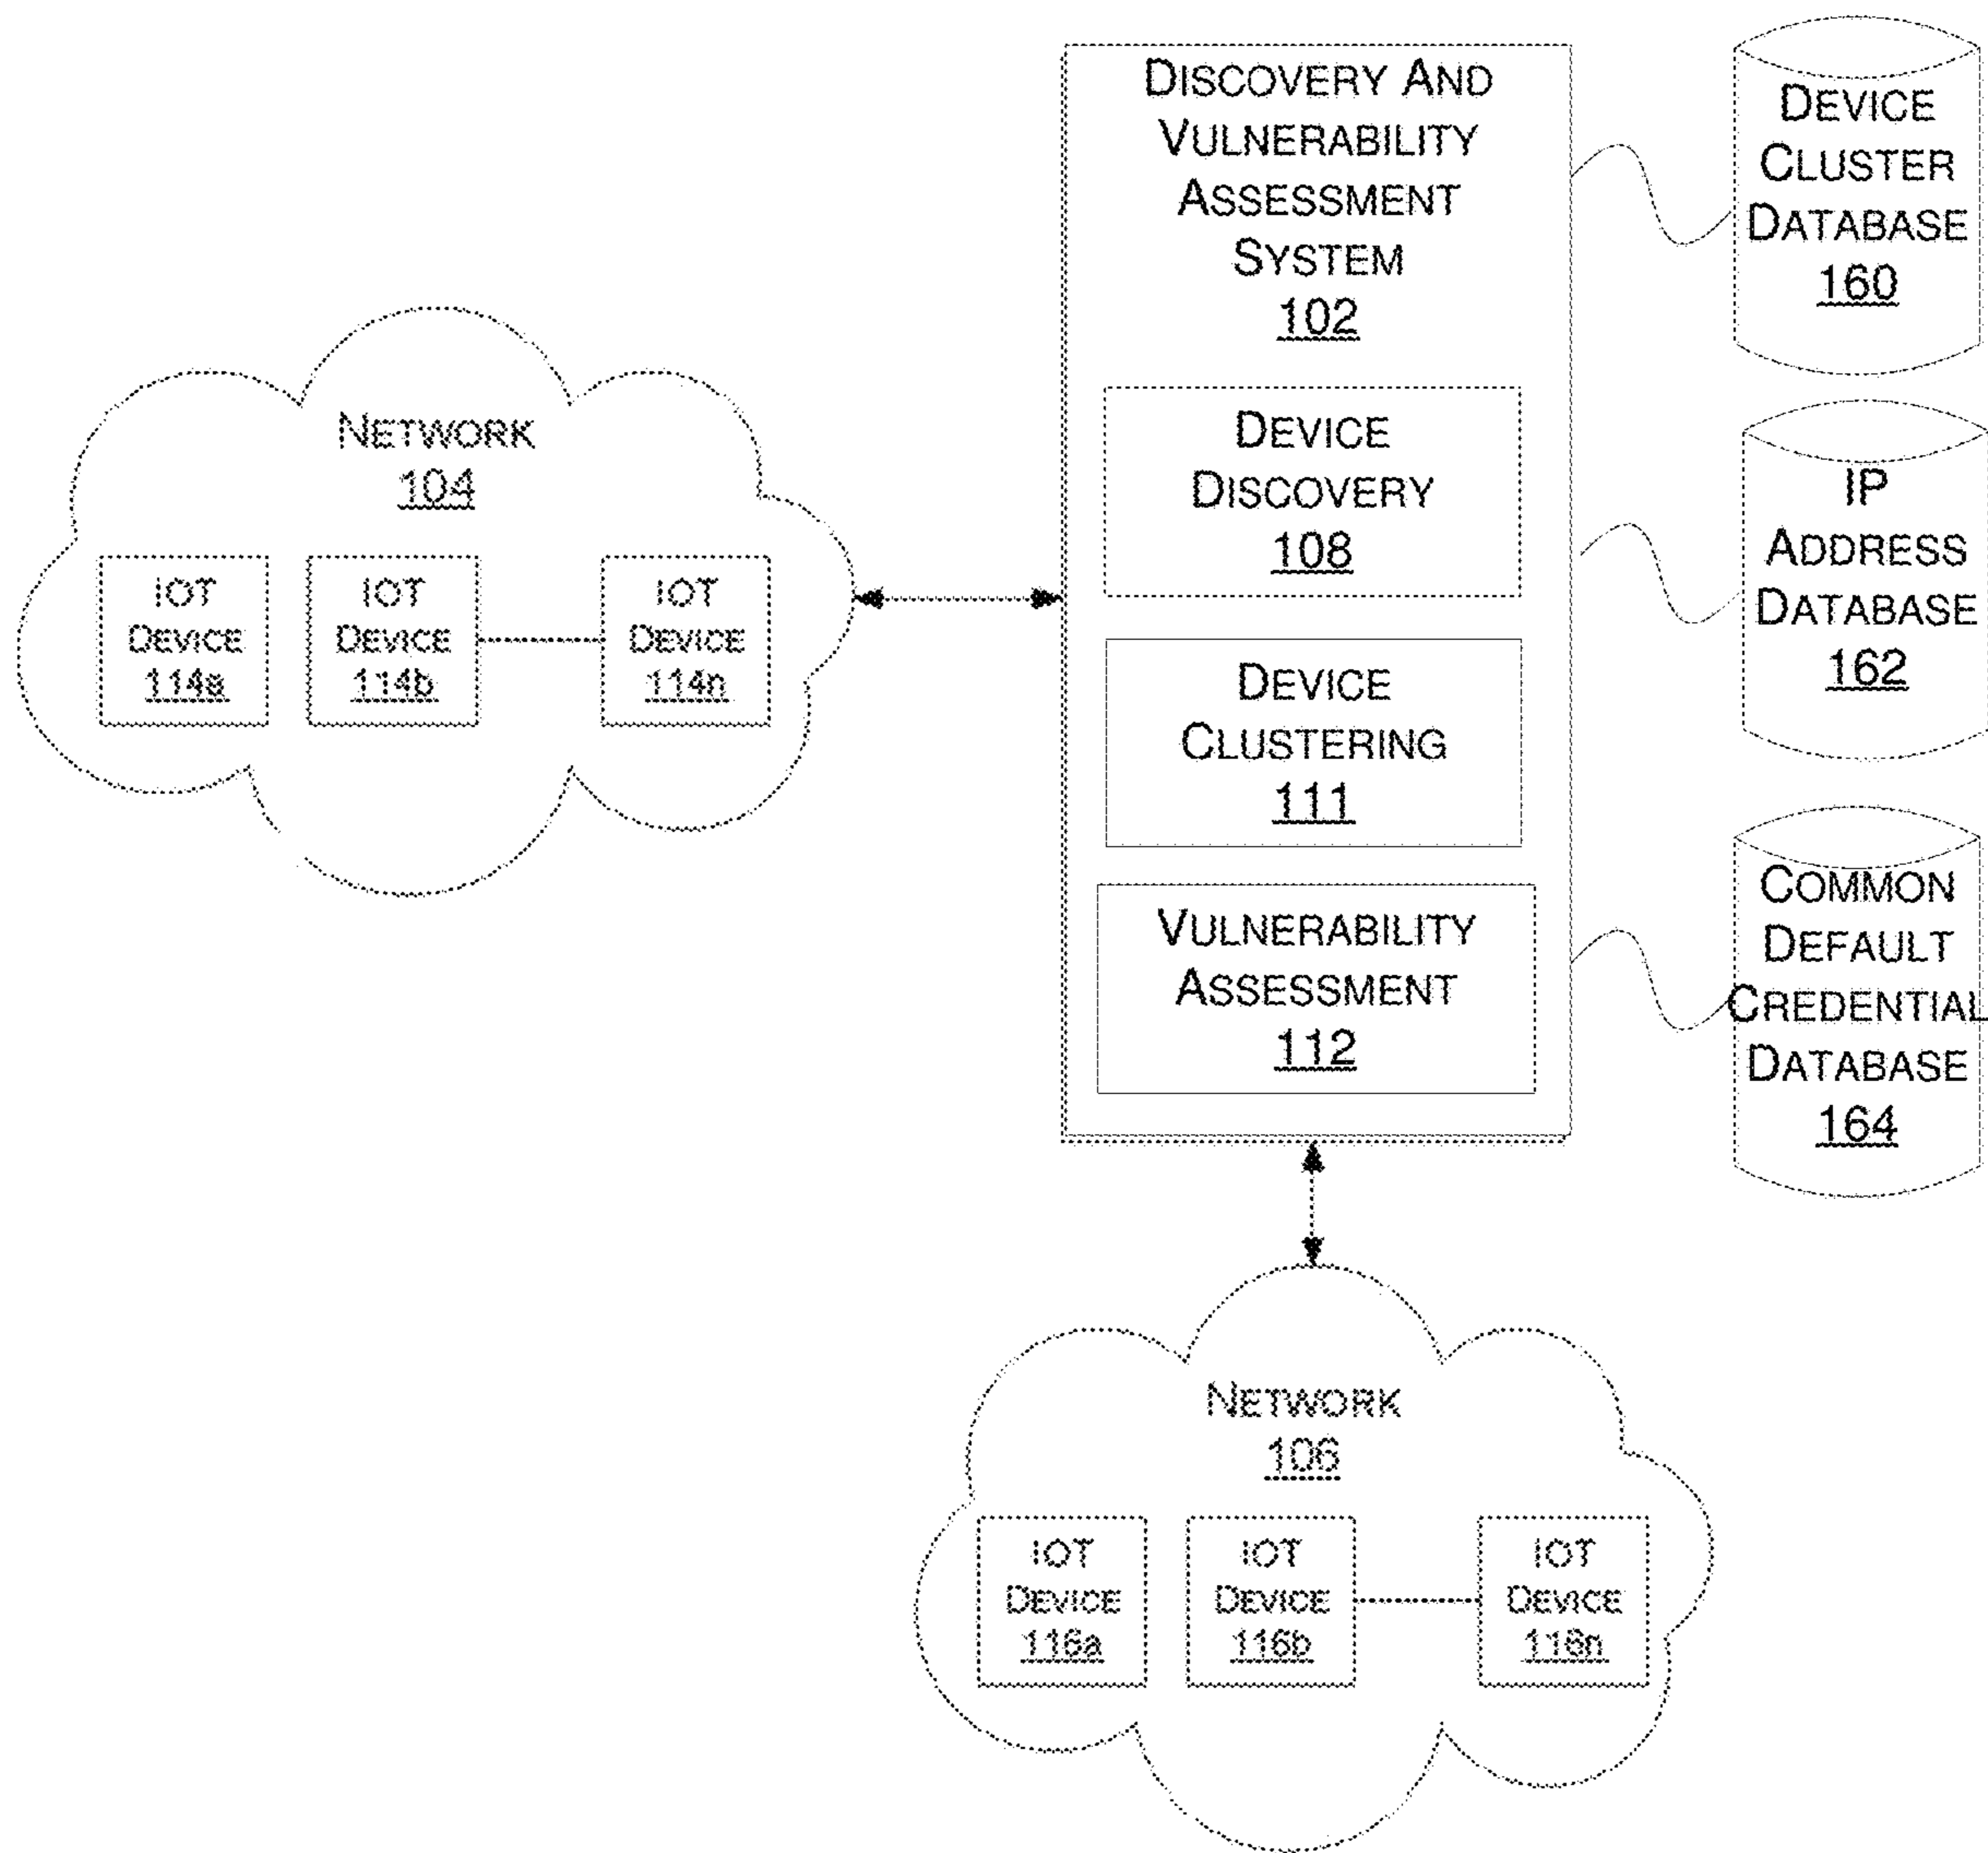 DISCOVERY AND
VULNERABILITY
ASSESSMENT
SYSTEM
102
DEVICE
DISCOVERY
108
DEVICE
CLUSTERING
111
VULNERABILITY
ASSESSMENT
112
DEVICE
CLUSTER
DATABASE
160
IP
ADDRESS
DATABASE
162
COMMON
DEFAULT
CREDENTIAL
DATABASE
164
NETWORK
104
IOT
DEVICE
114a
IOT
DEVICE
114b
IOT
DEVICE
114n
NETWORK
106
IOT
DEVICE
116a
IOT
DEVICE
116b
IOT
DEVICE
116n